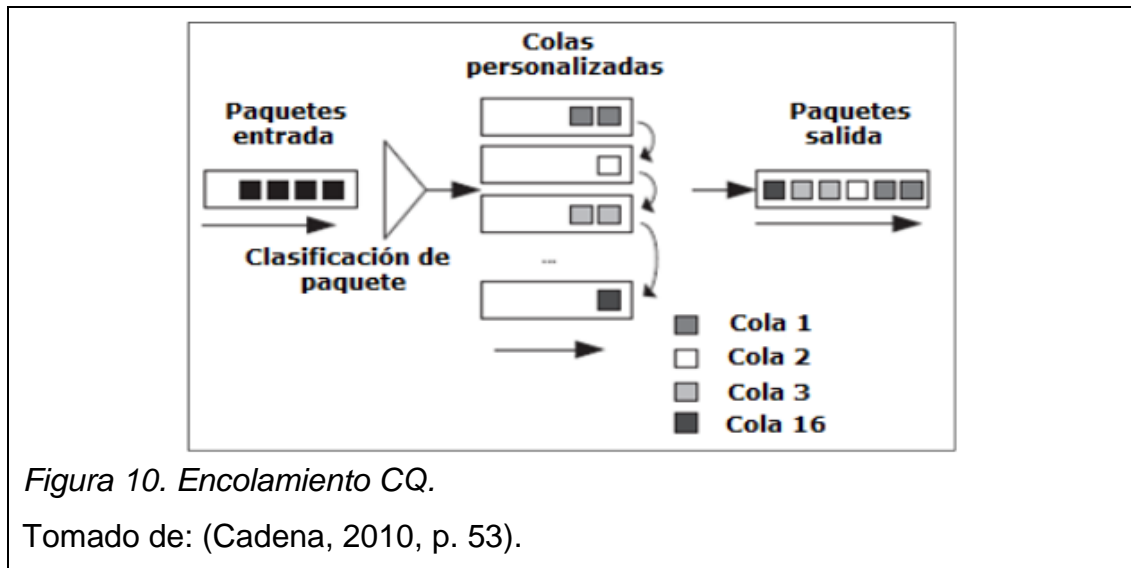 Colas
personalizadas
Paquetes
entrada
Paquetes
salida
Clasificación de
paquete
...
Cola 1
Cola 2
Cola 3
Cola 16
Figura 10. Encolamiento CQ.
Tomado de: (Cadena, 2010, p. 53).